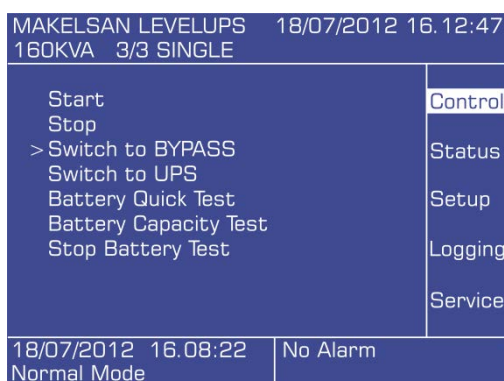 MAKELSAN LEVELUPS 18/07/2012 16.12:47
160KVA 3/3 SINGLE
Start
Stop
>Switch to BYPASS
Switch to UPS
Battery Quick Test
Battery Capacity Test
Stop Battery Test
Control
Status
Setup
Logging
Service
18/07/2012 16.08:22
Normal Mode
No Alarm